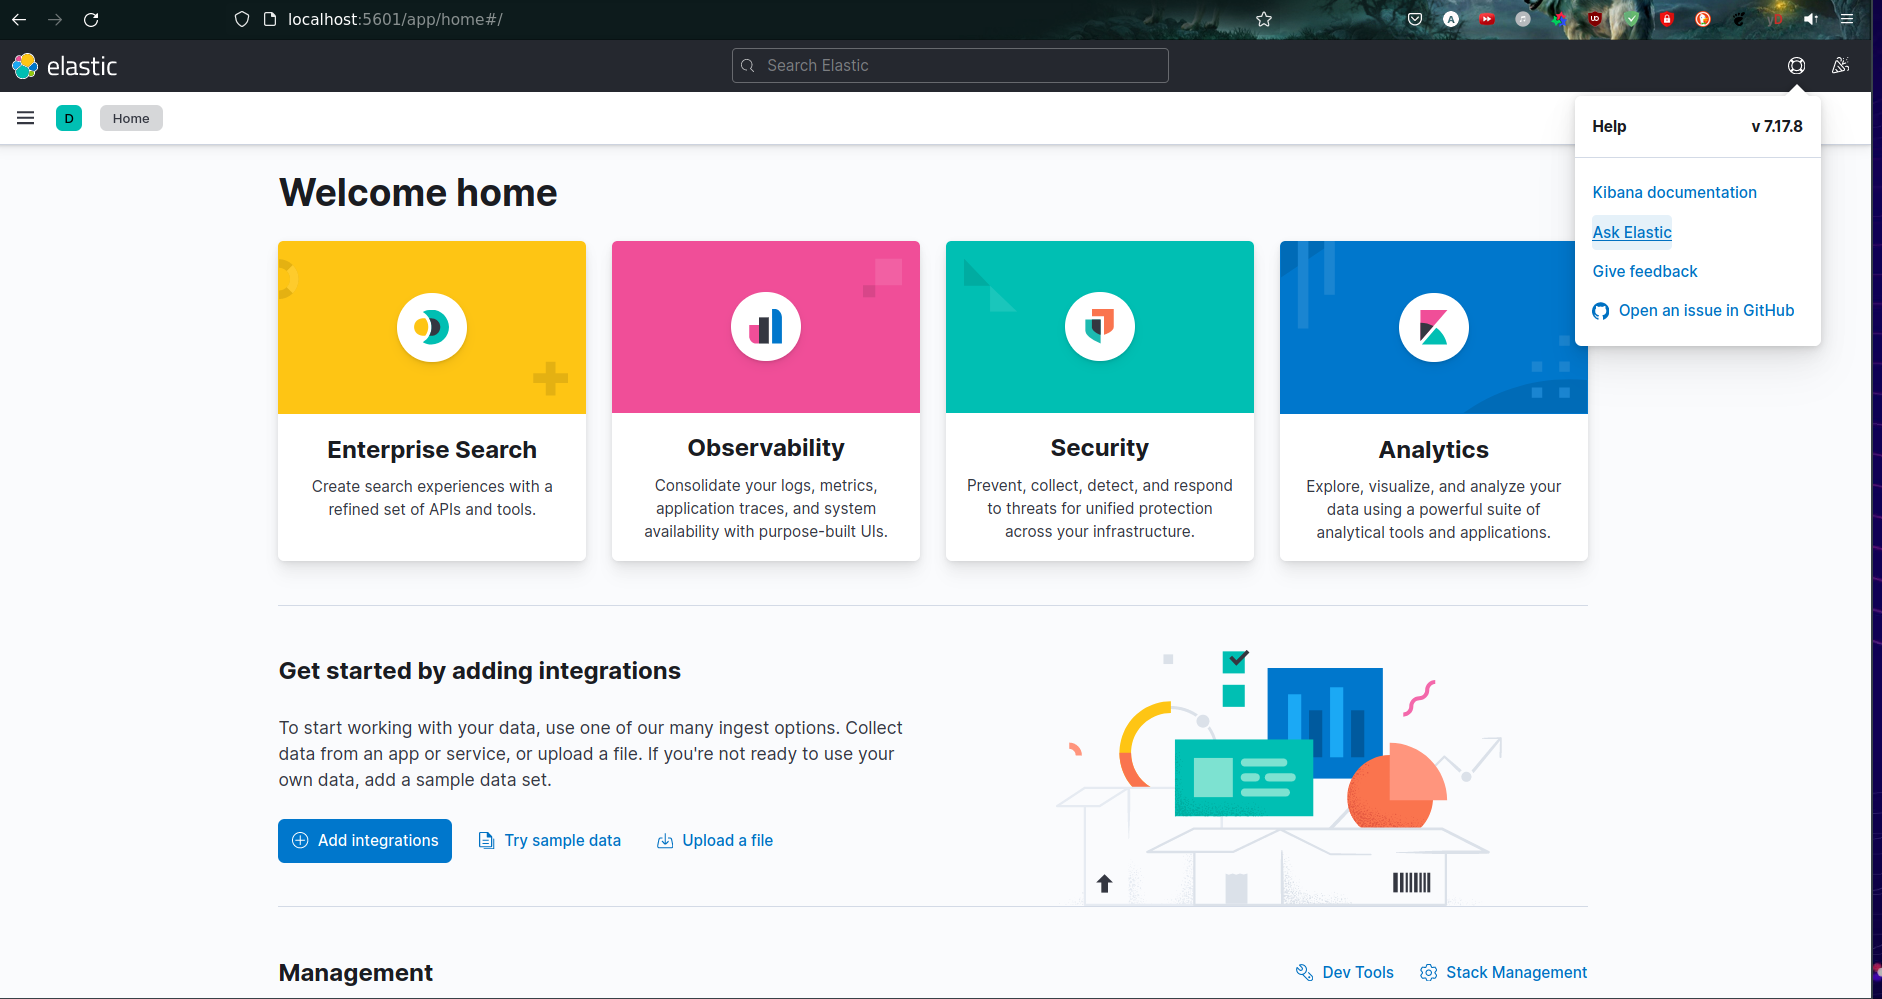 localhost:5601/app/home#/
elastic
Search Elastic
D
Home
Help
v 7.17.8
Kibana documentation
Ask Elastic
Give feedback
Open an issue in GitHub
Welcome home
Enterprise Search
Create search experiences with a
refined set of APIs and tools.
Observability
Consolidate your logs, metrics,
application traces, and system
availability with purpose-built UIs.
Security
Prevent, collect, detect, and respond
to threats for unified protection
across your infrastructure.
Analytics
Explore, visualize, and analyze your
data using a powerful suite of
analytical tools and applications.
Get started by adding integrations
To start working with your data, use one of our many ingest options. Collect
data from an app or service, or upload a file. If you're not ready to use your
own data, add a sample data set.
Add integrations
Try sample data
Upload a file
Management
Dev Tools
Stack Management